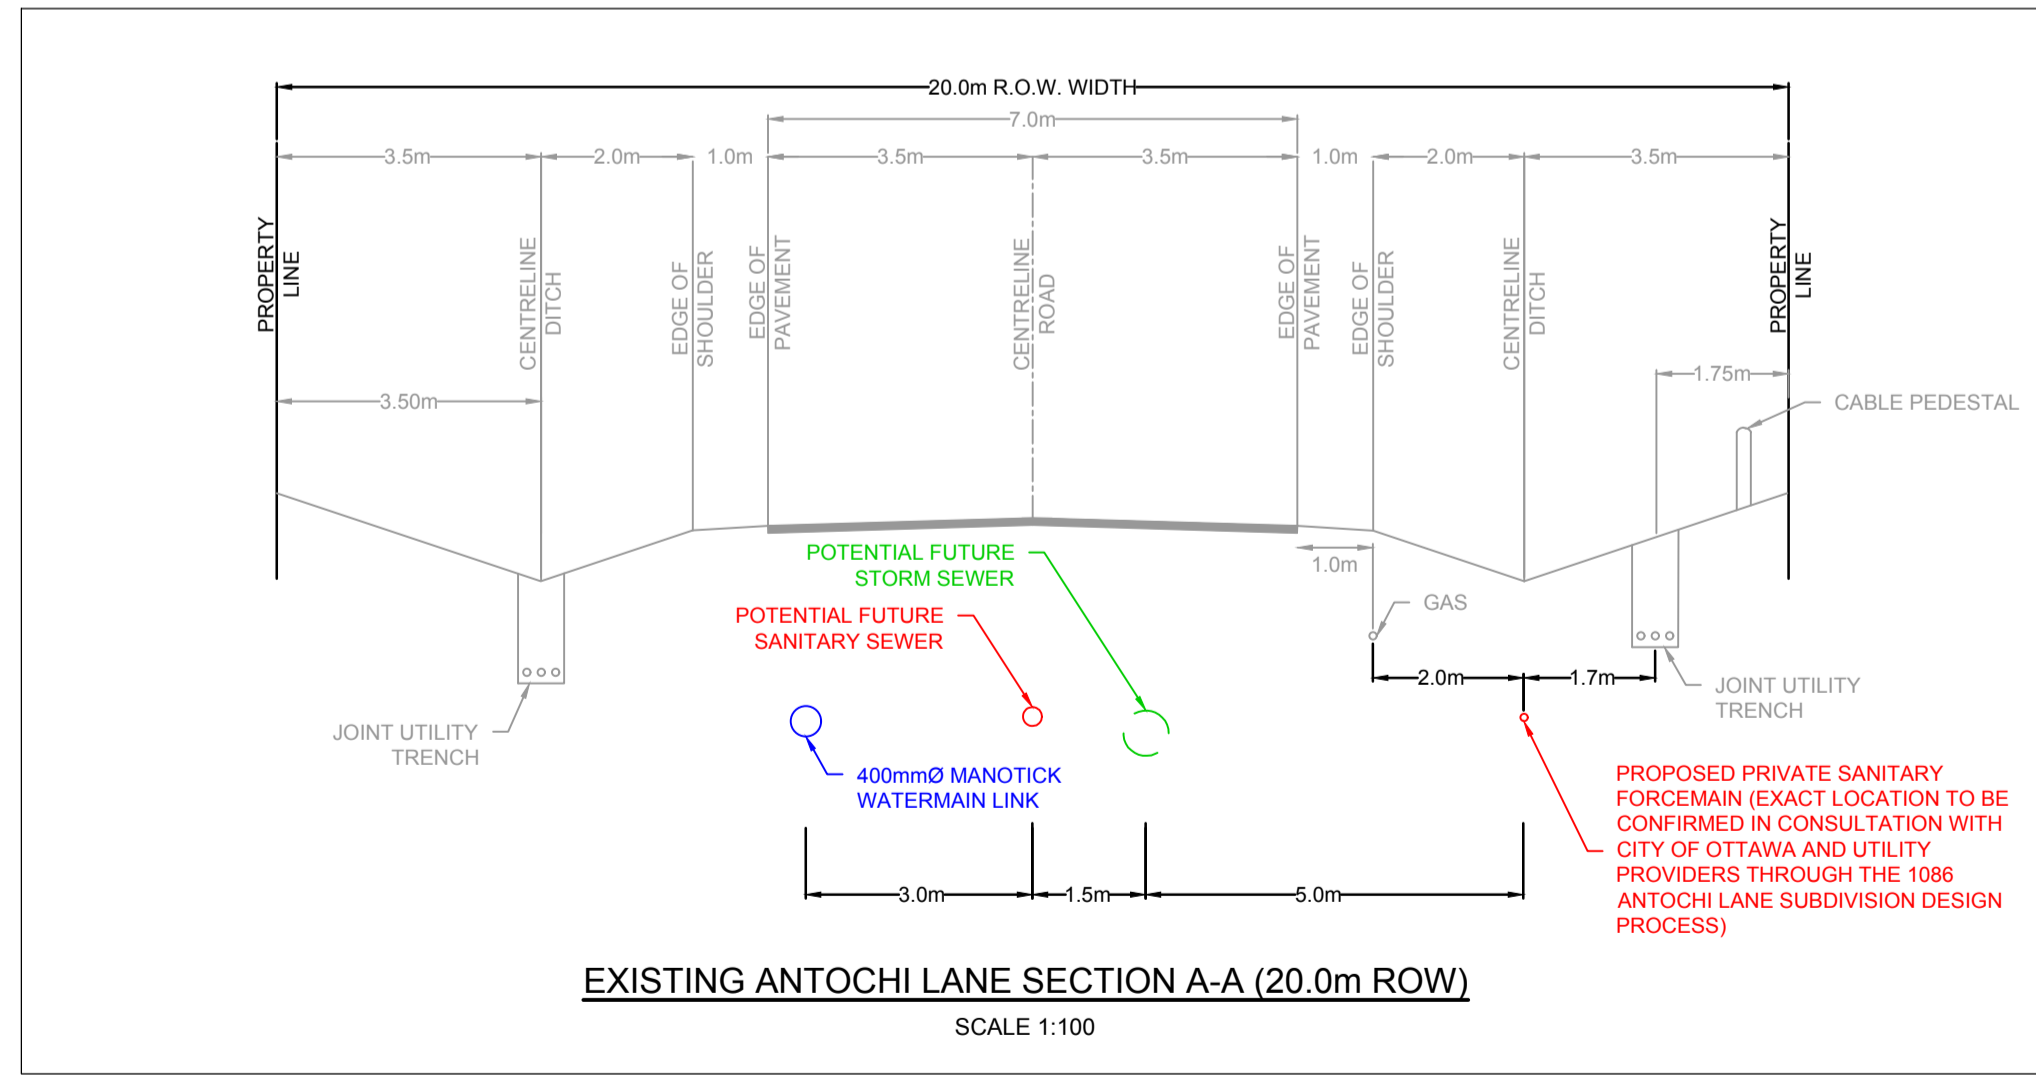 20.0m R.O.W. WIDTH
7.0m
3.5m
2.0m
1.0m
3.5m
3.5m
1.0m
2.0m
3.5m
PROPERTY
LINE
CENTRELINE
DITCH
EDGE OF
SHOULDER
EDGE OF
PAVEMENT
CENTRELINE
ROAD
EDGE OF
PAVEMENT
EDGE OF
SHOULDER
CENTRELINE
DITCH
PROPERTY
LINE
3.50m
1.75m
CABLE PEDESTAL
POTENTIAL FUTURE
STORM SEWER
1.0m
POTENTIAL FUTURE
SANITARY SEWER
GAS
2.0m
1.7m
JOINT UTILITY
TRENCH
JOINT UTILITY
TRENCH
400mmØ MANOTICK
WATERMAIN LINK
PROPOSED PRIVATE SANITARY
FORCEMAIN (EXACT LOCATION TO BE
CONFIRMED IN CONSULTATION WITH
CITY OF OTTAWA AND UTILITY
PROVIDERS THROUGH THE 1086
ANTOCHI LANE SUBDIVISION DESIGN
PROCESS)
3.0m
1.5m
5.0m
EXISTING ANTOCHI LANE SECTION A-A (20.0m ROW)
SCALE 1:100